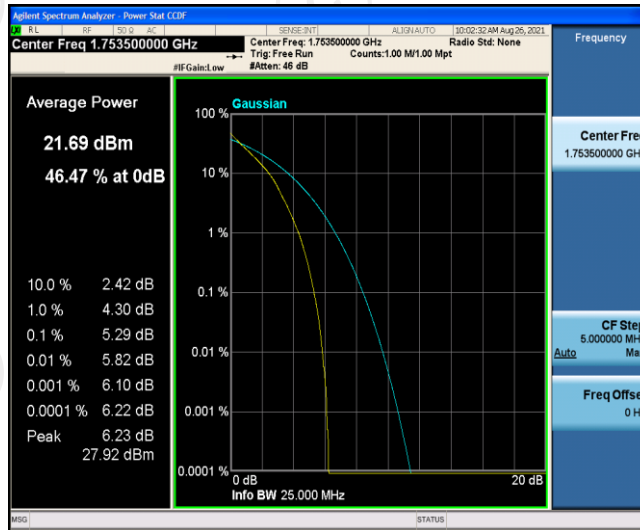 Agilent Spectrum Analyzer - Power Stat CCDF
RL RF 50 Ω AC SENSE:INT ALIGNAUTO 10:02:32 AM Aug 26, 2021
Center Freq 1.753500000 GHz
Center Freq: 1.753500000 GHz Radio Std: None
Trig: Free Run Counts:1.00 M/1.00 Mpt
#IFGain:Low #Atten: 46 dB
Frequency
Average Power
21.69 dBm
46.47 % at 0dB
10.0 % 2.42 dB
1.0 % 4.30 dB
0.1 % 5.29 dB
0.01 % 5.82 dB
0.001 % 6.10 dB
0.0001 % 6.22 dB
Peak 6.23 dB
27.92 dBm
Gaussian
100 %
10 %
1 %
0.1 %
0.01 %
0.001 %
0.0001 %
0 dB 20 dB
Info BW 25.000 MHz
Center Fre
1.753500000 GH
CF Step
5.000000 MH
Auto Ma
Freq Offse
0 H
MSG STATUS